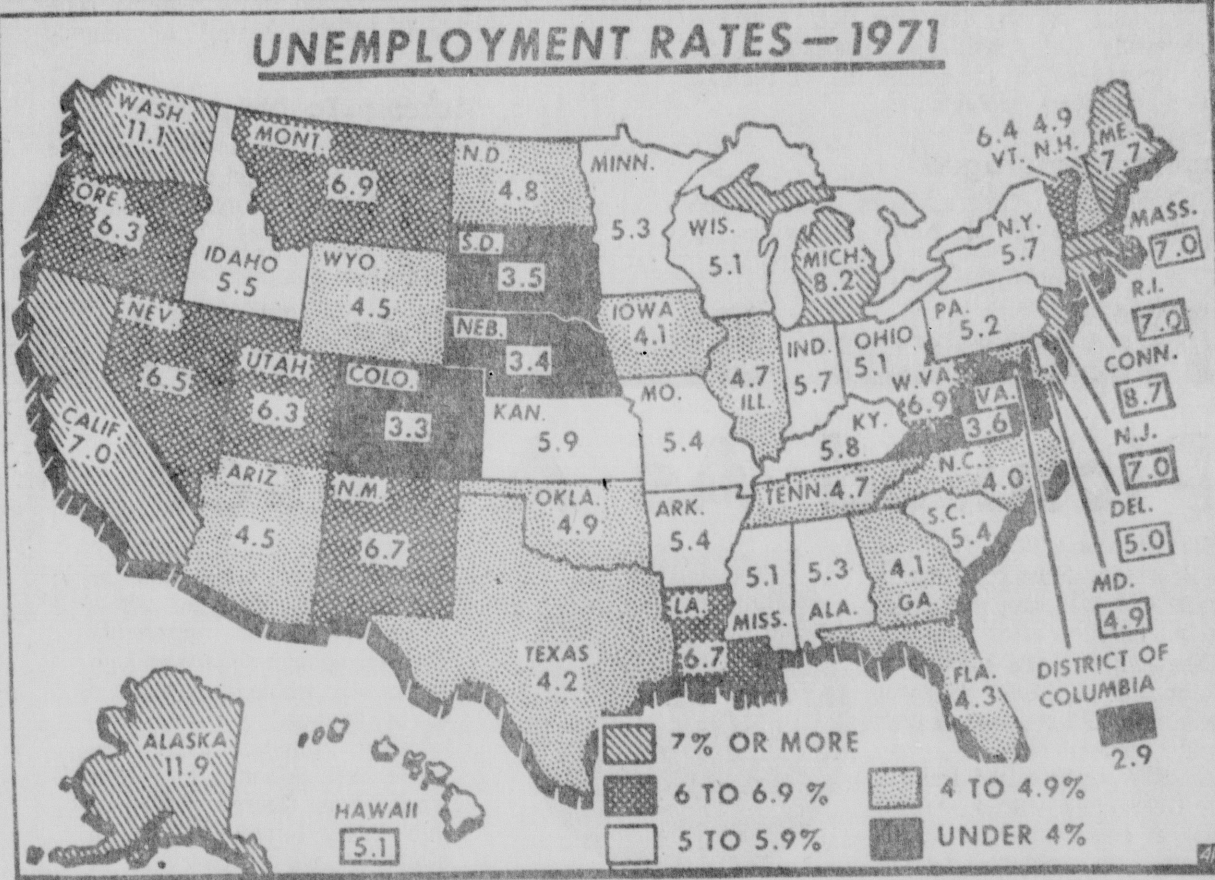 UNEMPLOYMENT RATES — 1971
WASH.
11.1
MONT.
6.9
N.D.
4.8
MINN.
5.3
6.4 4.9
VT. N.H.
ME.
7.7
ORE.
6.3
IDAHO
5.5
WYO.
4.5
S.D.
3.5
WIS.
5.1
MICH.
8.2
N.Y.
5.7
MASS.
7.0
R.I.
7.0
NEV.
6.5
UTAH
6.3
COLO.
3.3
NEB.
3.4
IOWA
4.1
4.7
ILL.
IND.
5.7
OHIO
5.1
PA.
5.2
CONN.
8.7
CALIF.
7.0
KAN.
5.9
MO.
5.4
KY.
5.8
W.VA.
6.9
VA.
3.6
N.J.
7.0
ARIZ.
4.5
N.M.
6.7
OKLA.
4.9
ARK.
5.4
TENN. 4.7
N.C.
4.0
S.C.
5.4
DEL.
5.0
MD.
4.9
TEXAS
4.2
LA.
6.7
5.1
MISS.
5.3
ALA.
4.1
GA.
FLA.
4.3
DISTRICT OF
COLUMBIA
2.9
ALASKA
11.9
HAWAII
5.1
7% OR MORE
6 TO 6.9 %
5 TO 5.9%
4 TO 4.9%
UNDER 4%